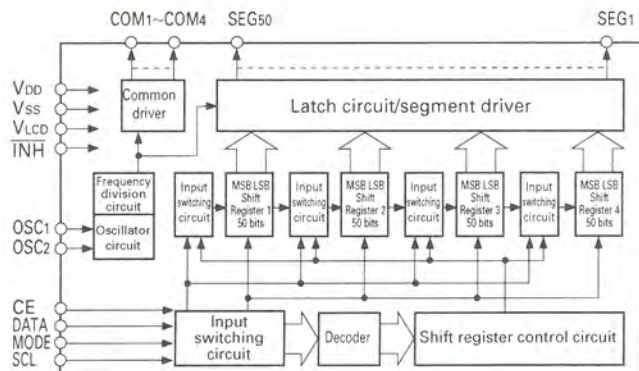 COM1~COM4 SEG50 SEG1
VDD
VSS
VLCD
INH
Common
driver
Latch circuit/segment driver
Frequency
division
circuit
Oscillator
circuit
OSC1
OSC2
Input
switching
circuit
MSB LSB
Shift
Register 1
50 bits
Input
switching
circuit
MSB LSB
Shift
Register 2
50 bits
Input
switching
circuit
MSB LSB
Shift
Register 3
50 bits
Input
switching
circuit
MSB LSB
Shift
Register 4
50 bits
CE
DATA
MODE
SCL
Input
switching
circuit
Decoder
Shift register control circuit